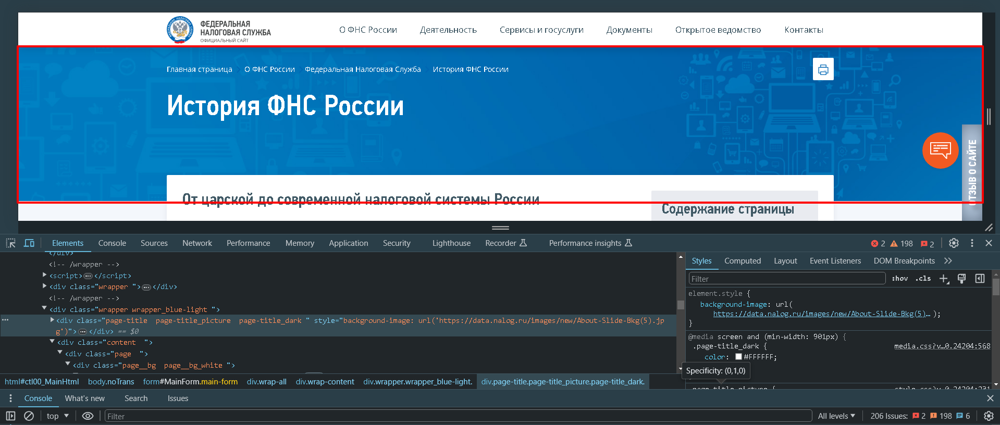 ФЕДЕРАЛЬНАЯ
НАЛОГОВАЯ СЛУЖБА
ОФИЦИАЛЬНЫЙ САЙТ
О ФНС России Деятельность Сервисы и госуслуги Документы Открытое ведомство Контакты
Главная страница О ФНС России Федеральная Налоговая Служба История ФНС России
История ФНС России
ОТЗЫВ О САЙТЕ
От царской до современной налоговой системы России
Содержание страницы
Elements Console Sources Network Performance Memory Application Security Lighthouse Recorder Performance insights 2 198 2
</div>
<!-- /wrapper -->
<script>…</script>
<div class="wrapper ">…</div>
<!-- /wrapper -->
<div class="wrapper wrapper_blue-light ">
<div class="page-title  page-title_picture  page-title_dark " style="background-image: url('https://data.nalog.ru/images/new/About-Slide-Bkg(5).jp
g')">…</div> == $0
<div class="content  ">
<div class="page  ">
<div class="page__bg  page__bg_white ">
html#ctl00_MainHtml body.noTrans form#MainForm.main-form div.wrap-all div.wrap-content div.wrapper.wrapper_blue-light. div.page-title.page-title_picture.page-title_dark.
Styles Computed Layout Event Listeners DOM Breakpoints
Filter :hov .cls
element.style {
background-image: url(
https://data.nalog.ru/images/new/About-Slide-Bkg(5)… );
}
@media screen and (min-width: 901px) {
.page-title_dark { media.css?v…0.24204:568
color: #FFFFFF;
Specificity: (0,1,0)
.page-title_picture { style.css?v…0.24204:231
Console What's new Search Issues
top Filter All levels 206 Issues: 2 198 6